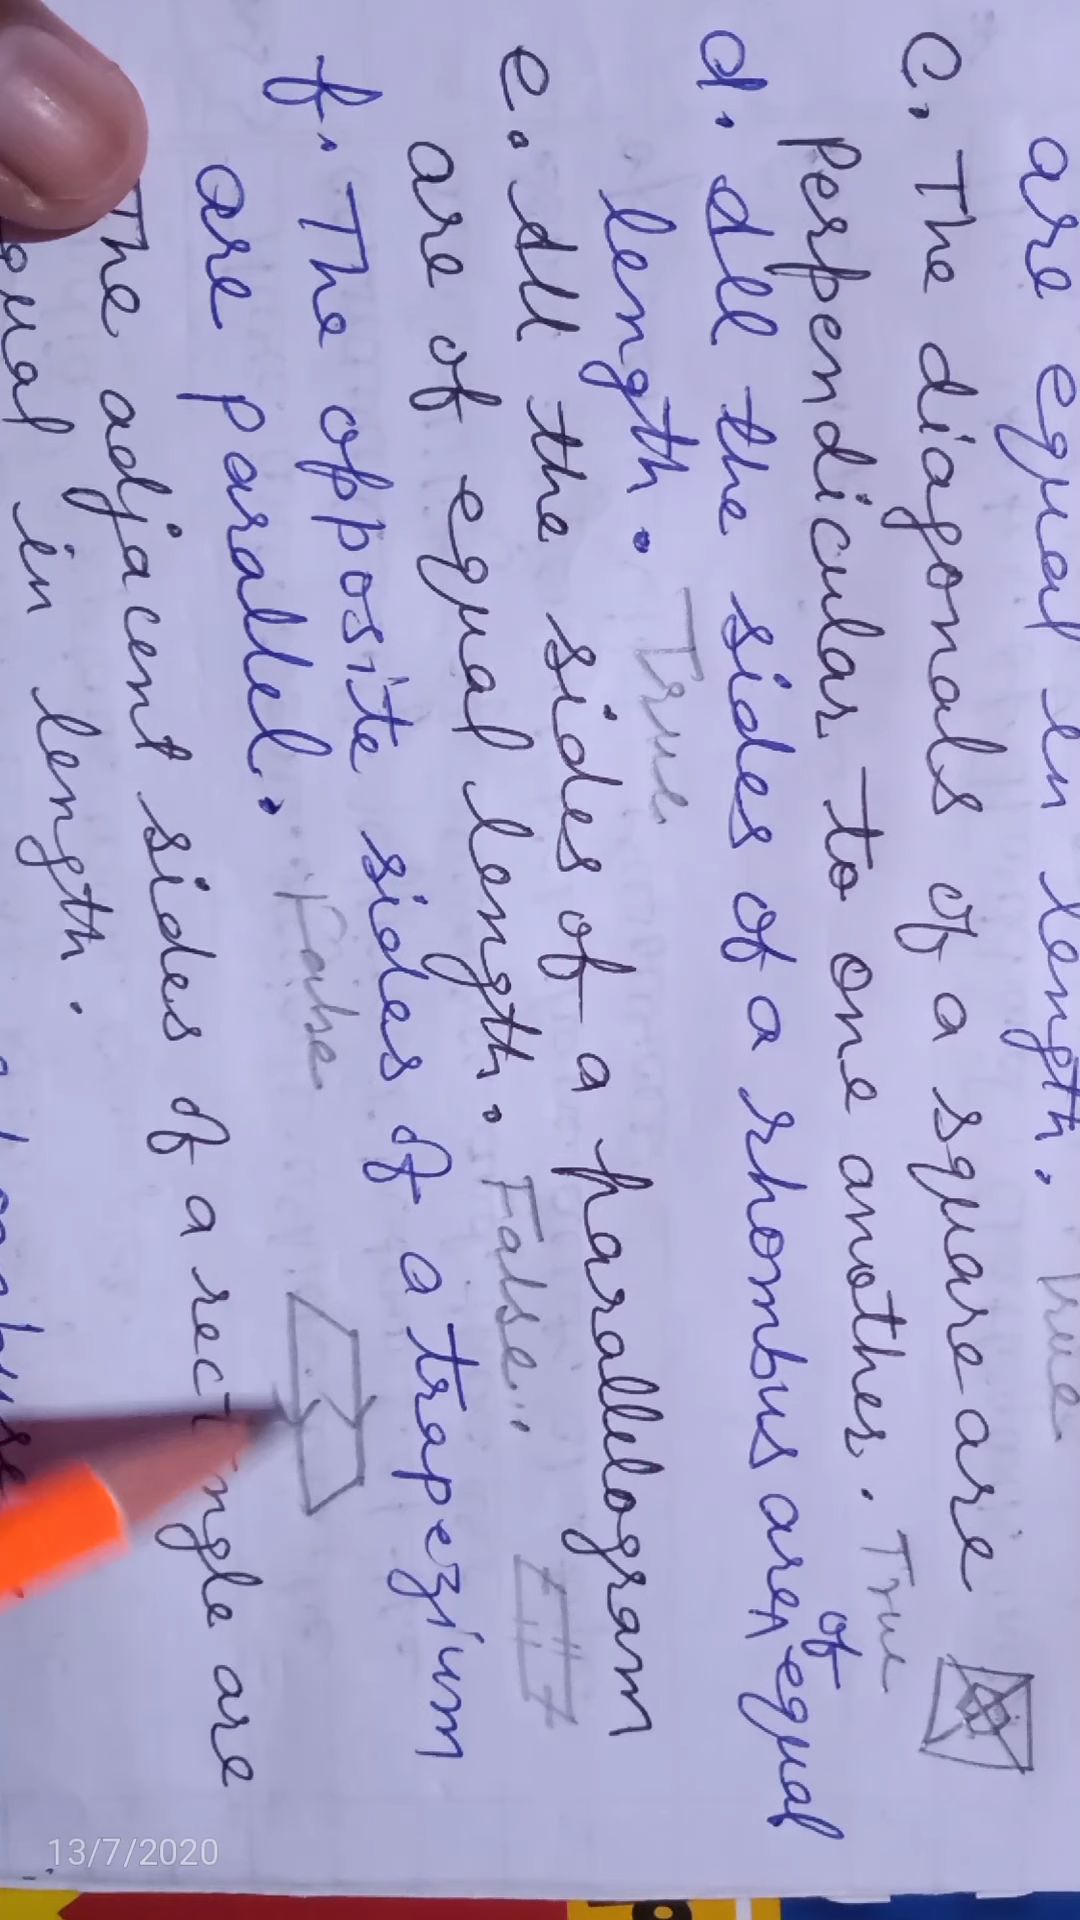 are equal in length. True
C. The diagonals of a square are
perpendicular to one another. True
d. All the sides of a rhombus are of equal
length. True
e. All the sides of a parallelogram
are of equal length. False
f. The opposite sides of a trapezium
are parallel. False
The adjacent sides of a rectangle are
equal in length.
13/7/2020